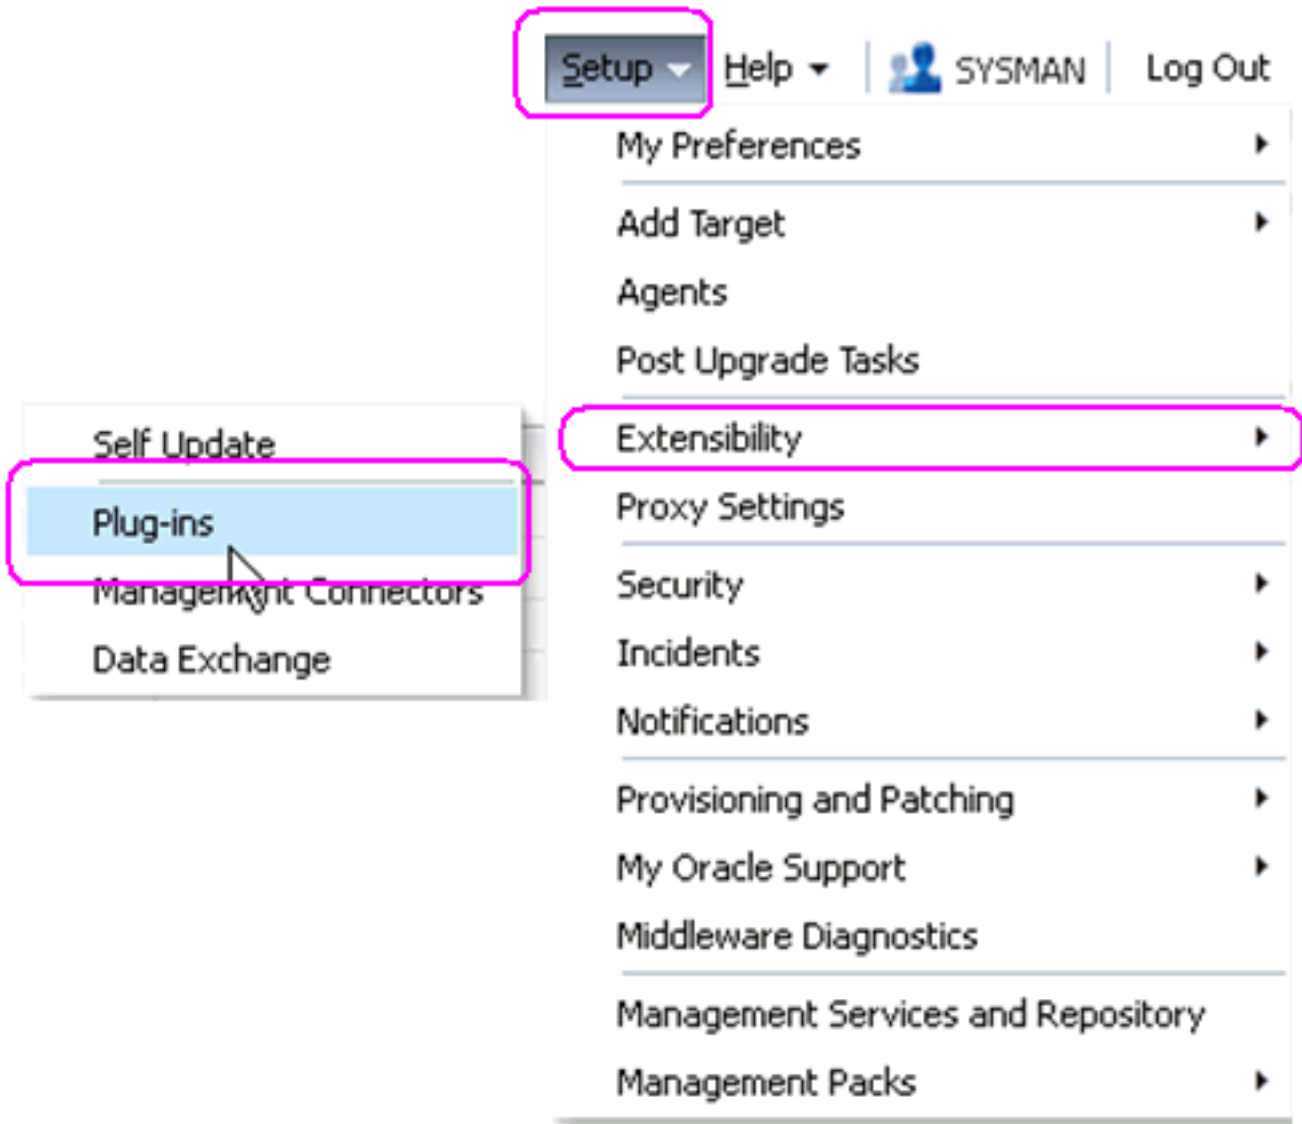 Setup Help SYSMAN Log Out
My Preferences
Add Target
Agents
Post Upgrade Tasks
Extensibility
Proxy Settings
Security
Incidents
Notifications
Provisioning and Patching
My Oracle Support
Middleware Diagnostics
Management Services and Repository
Management Packs
Self Update
Plug-ins
Management Connectors
Data Exchange